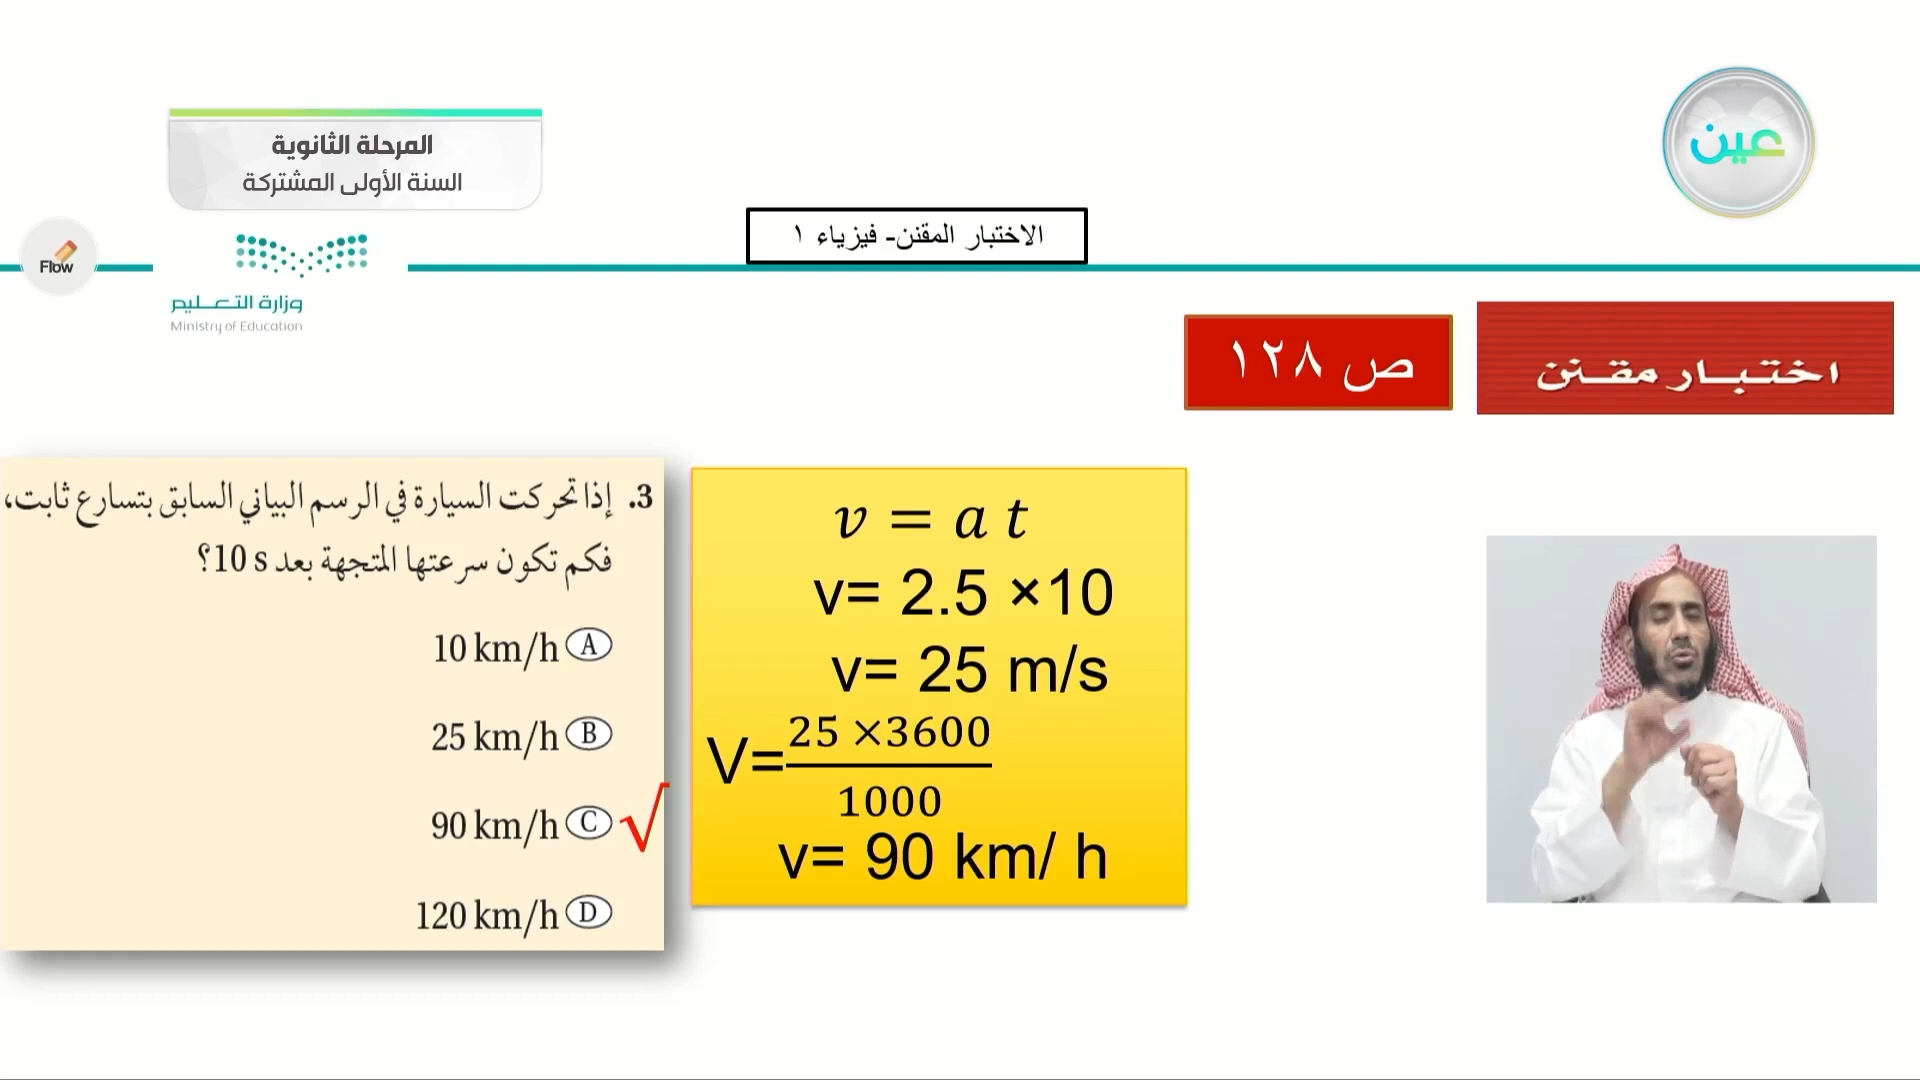 المرحلة الثانوية
السنة الأولى المشتركة
عين
Flow
الاختبار المقنن- فيزياء ١
وزارة التعليم
Ministry of Education
اختبار مقنن
ص ١٢٨
3. إذا تحركت السيارة في الرسم البياني السابق بتسارع ثابت،
فكم تكون سرعتها المتجهة بعد 10 s؟
A 10 km/h
B 25 km/h
C 90 km/h √
D 120 km/h
v = a t
v= 2.5 ×10
v= 25 m/s
V= 25 ×3600 / 1000
v= 90 km/ h